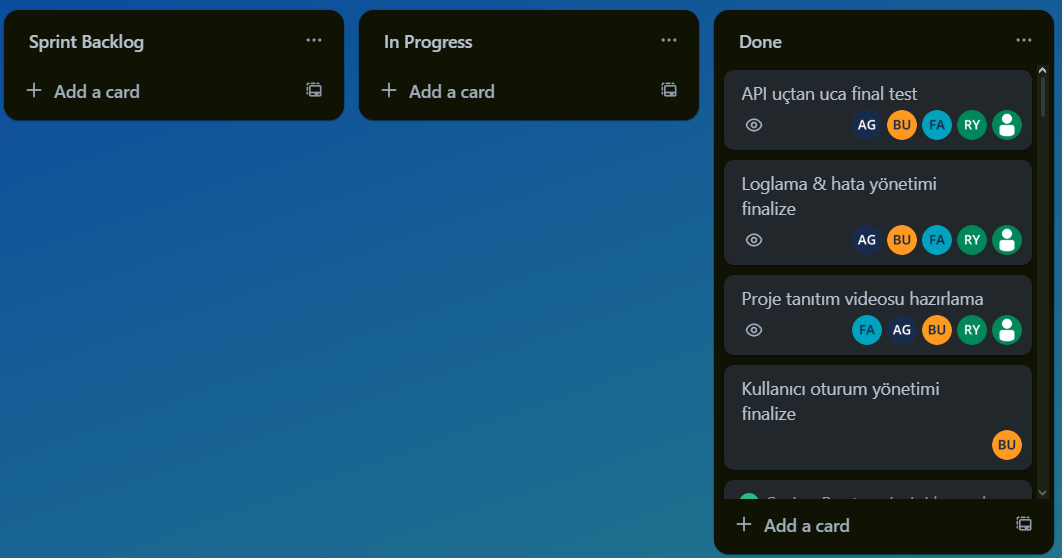 Sprint Backlog
Add a card
In Progress
Add a card
Done
API uçtan uca final test
AG BU FA RY
Loglama & hata yönetimi
finalize
AG BU FA RY
Proje tanıtım videosu hazırlama
FA AG BU RY
Kullanıcı oturum yönetimi
finalize
BU
Add a card